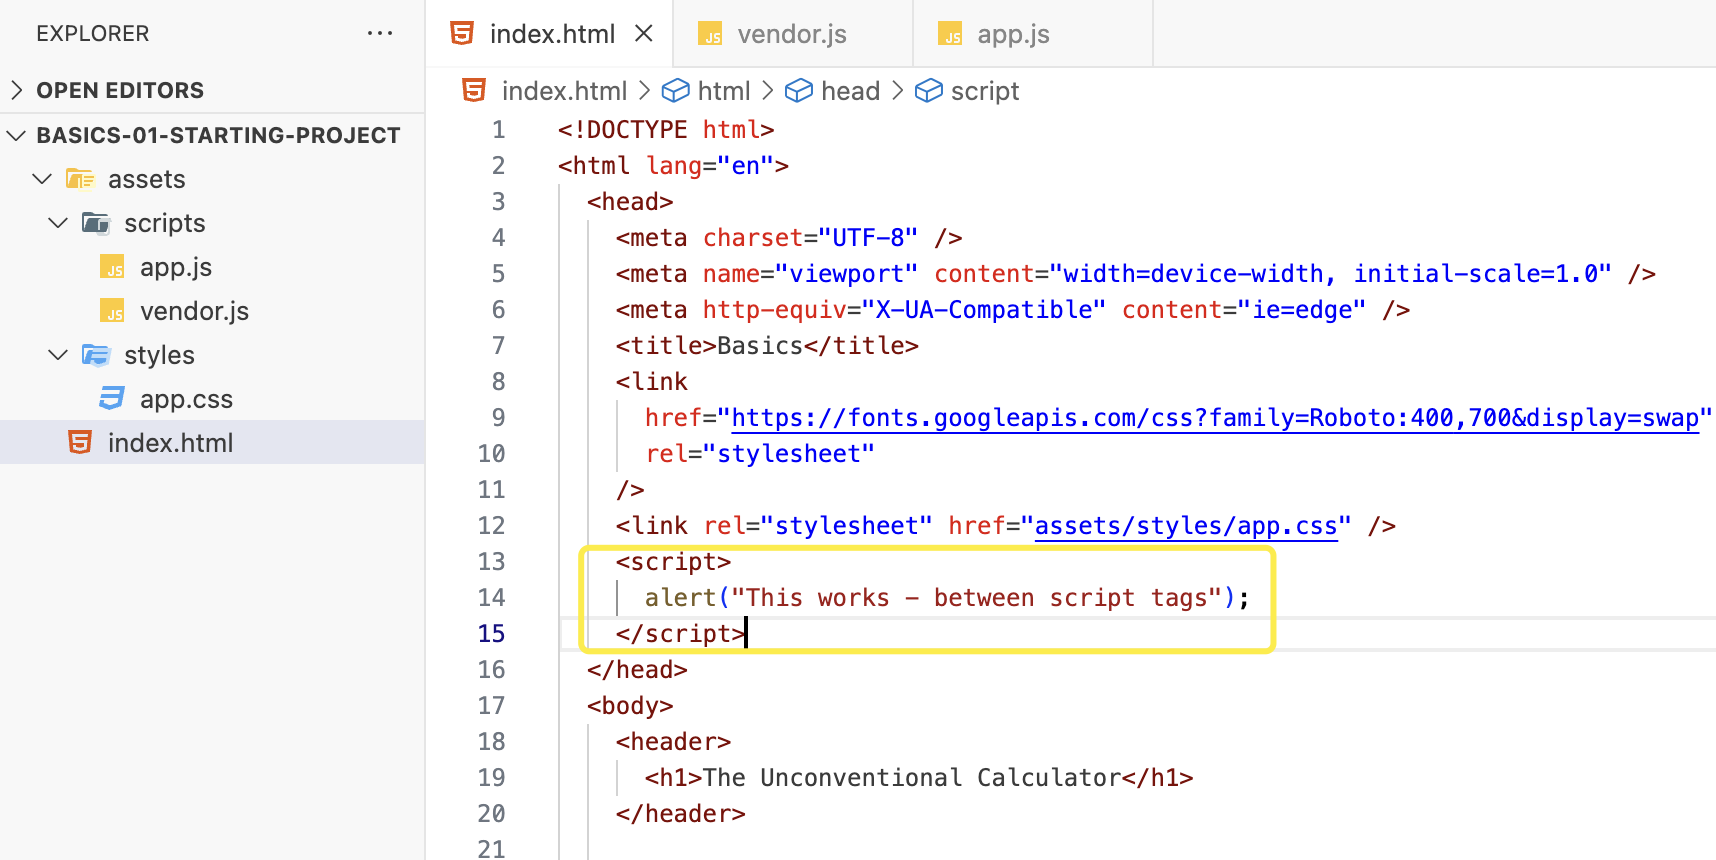 EXPLORER ...
OPEN EDITORS
BASICS-01-STARTING-PROJECT
assets
scripts
JS app.js
JS vendor.js
styles
app.css
index.html
index.html JS vendor.js JS app.js
index.html > html > head > script
1 <!DOCTYPE html>
2 <html lang="en">
3 <head>
4 <meta charset="UTF-8" />
5 <meta name="viewport" content="width=device-width, initial-scale=1.0" />
6 <meta http-equiv="X-UA-Compatible" content="ie=edge" />
7 <title>Basics</title>
8 <link
9 href="https://fonts.googleapis.com/css?family=Roboto:400,700&display=swap"
10 rel="stylesheet"
11 />
12 <link rel="stylesheet" href="assets/styles/app.css" />
13 <script>
14 alert("This works – between script tags");
15 </script>
16 </head>
17 <body>
18 <header>
19 <h1>The Unconventional Calculator</h1>
20 </header>
21